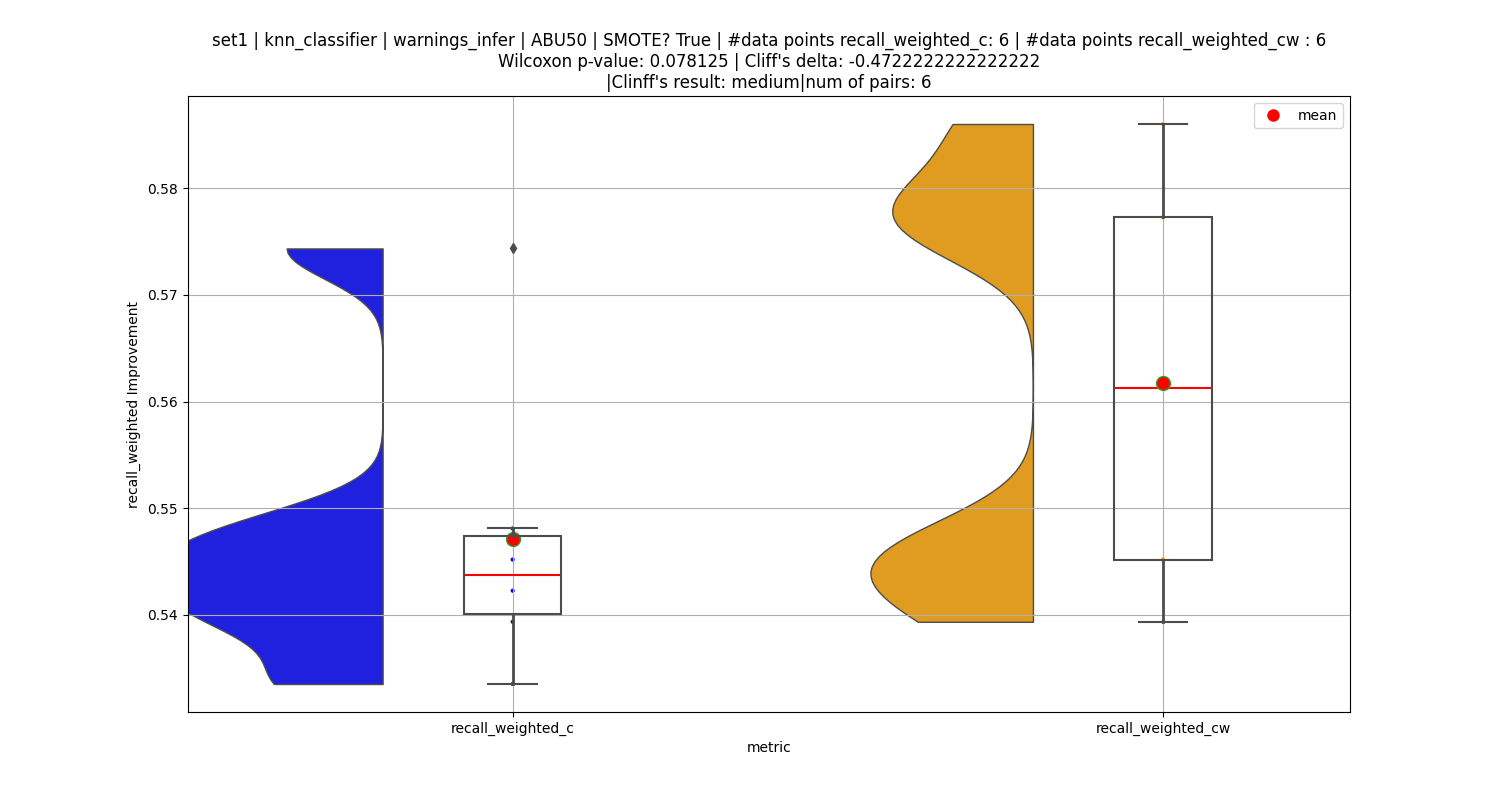 set1 | knn_classifier | warnings_infer | ABU50 | SMOTE? True | #data points recall_weighted_c: 6 | #data points recall_weighted_cw : 6
Wilcoxon p-value: 0.078125 | Cliff's delta: -0.4722222222222222
|Clinff's result: medium|num of pairs: 6
mean
0.58
0.57
0.56
0.55
0.54
recall_weighted Improvement
recall_weighted_c
recall_weighted_cw
metric